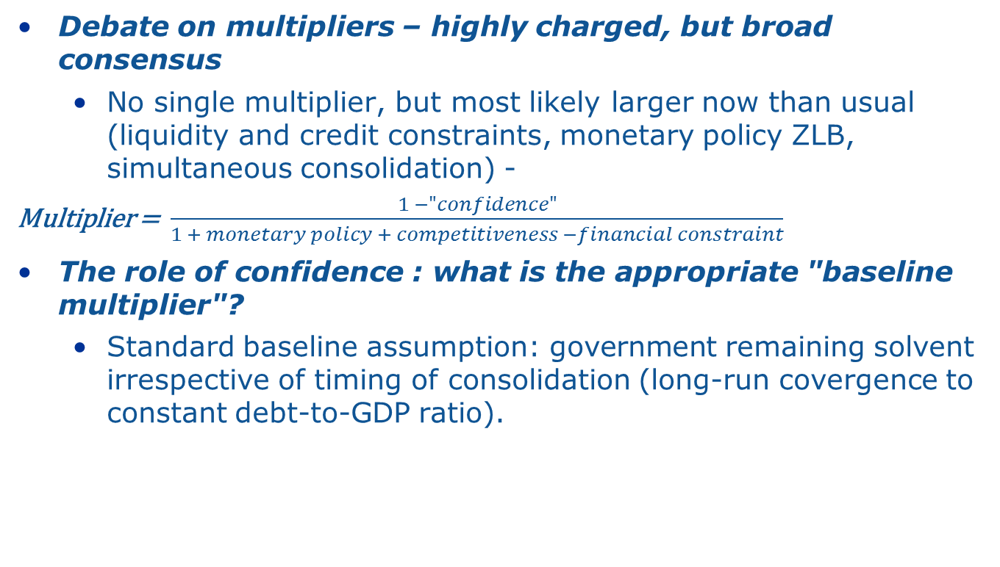 • Debate on multipliers – highly charged, but broad
consensus
• No single multiplier, but most likely larger now than usual
(liquidity and credit constraints, monetary policy ZLB,
simultaneous consolidation) -
Multiplier = (1 −"confidence") / (1 + monetary policy + competitiveness −financial constraint)
• The role of confidence : what is the appropriate "baseline
multiplier"?
• Standard baseline assumption: government remaining solvent
irrespective of timing of consolidation (long-run covergence to
constant debt-to-GDP ratio).